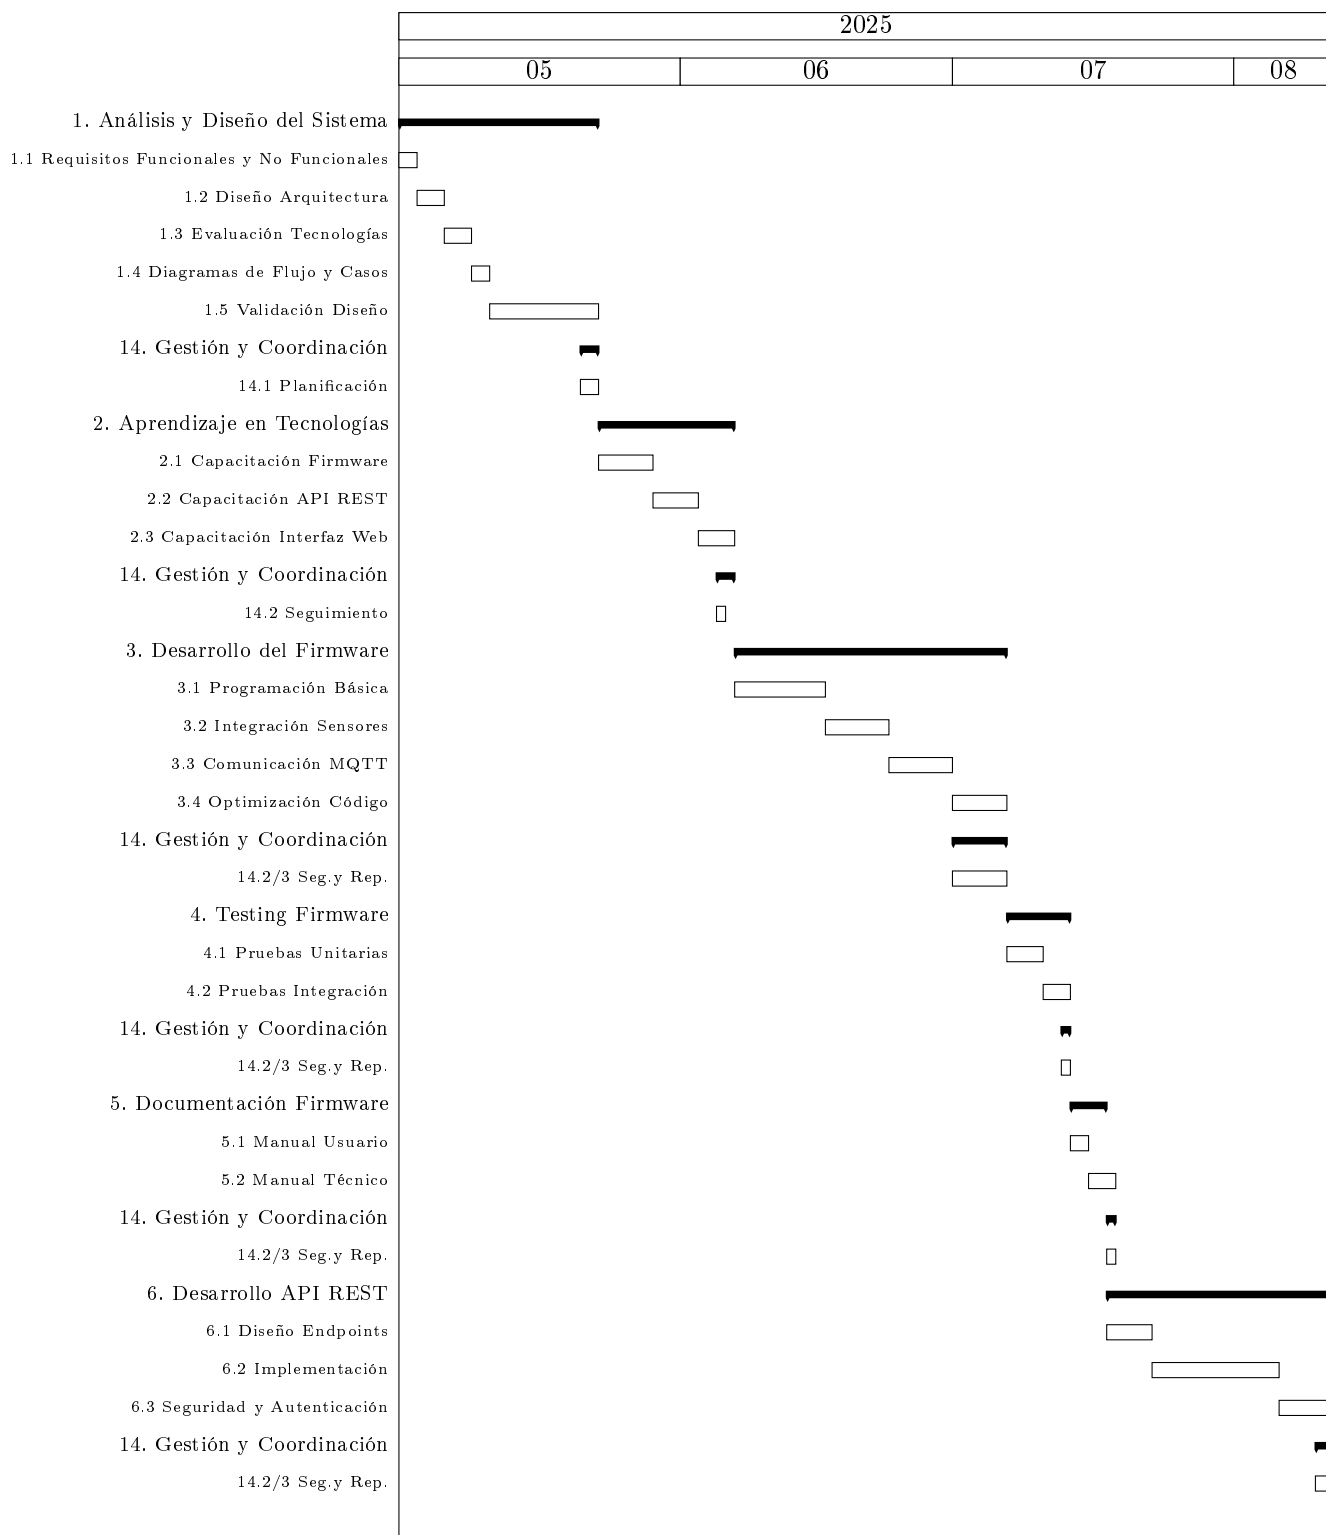 2025
05 06 07 08
1. Análisis y Diseño del Sistema
1.1 Requisitos Funcionales y No Funcionales
1.2 Diseño Arquitectura
1.3 Evaluación Tecnologías
1.4 Diagramas de Flujo y Casos
1.5 Validación Diseño
14. Gestión y Coordinación
14.1 Planificación
2. Aprendizaje en Tecnologías
2.1 Capacitación Firmware
2.2 Capacitación API REST
2.3 Capacitación Interfaz Web
14. Gestión y Coordinación
14.2 Seguimiento
3. Desarrollo del Firmware
3.1 Programación Básica
3.2 Integración Sensores
3.3 Comunicación MQTT
3.4 Optimización Código
14. Gestión y Coordinación
14.2/3 Seg.y Rep.
4. Testing Firmware
4.1 Pruebas Unitarias
4.2 Pruebas Integración
14. Gestión y Coordinación
14.2/3 Seg.y Rep.
5. Documentación Firmware
5.1 Manual Usuario
5.2 Manual Técnico
14. Gestión y Coordinación
14.2/3 Seg.y Rep.
6. Desarrollo API REST
6.1 Diseño Endpoints
6.2 Implementación
6.3 Seguridad y Autenticación
14. Gestión y Coordinación
14.2/3 Seg.y Rep.